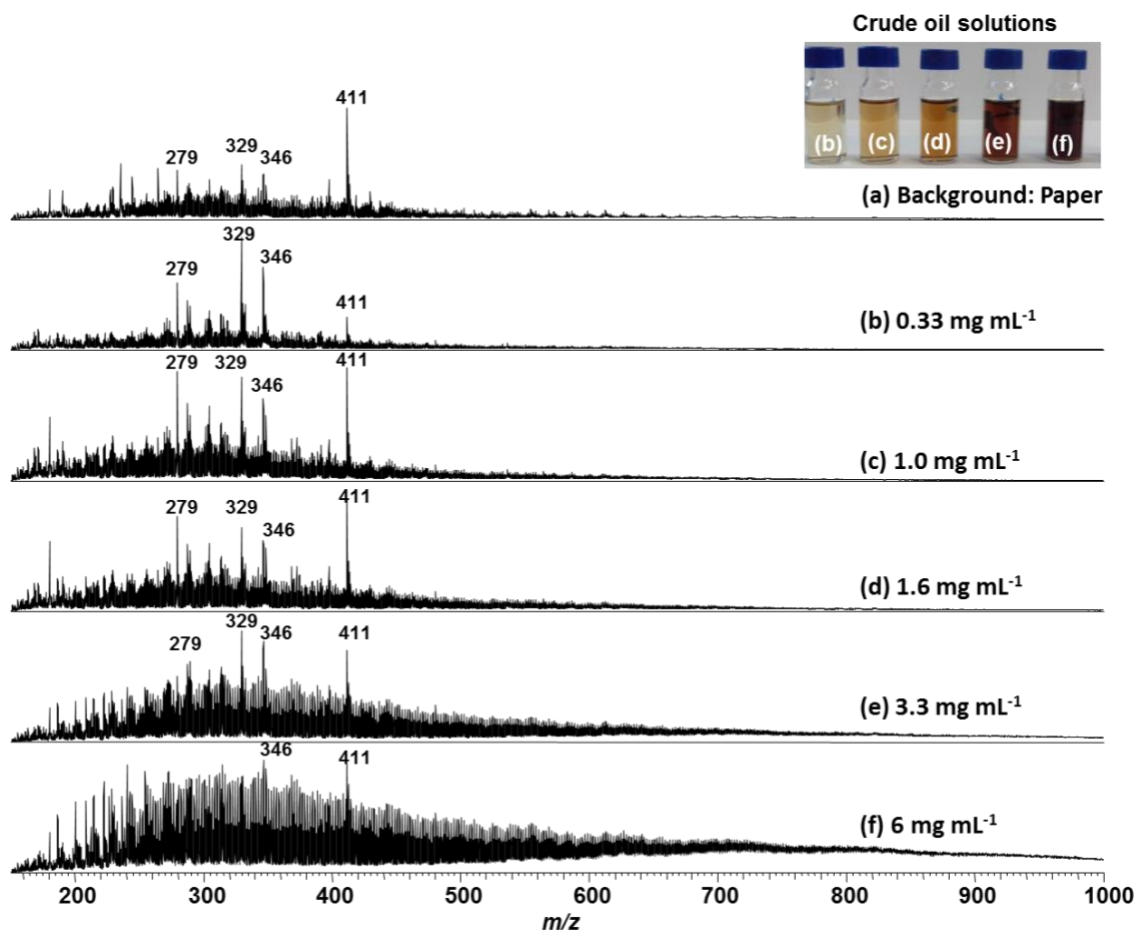 Crude oil solutions
(b) (c) (d) (e) (f)
411
279 329 346
(a) Background: Paper
329
279 346
411
(b) 0.33 mg mL⁻¹
279 329 411
346
(c) 1.0 mg mL⁻¹
411
279 329
346
(d) 1.6 mg mL⁻¹
329
279 346 411
(e) 3.3 mg mL⁻¹
346 411
(f) 6 mg mL⁻¹
200 300 400 500 600 700 800 900 1000
m/z